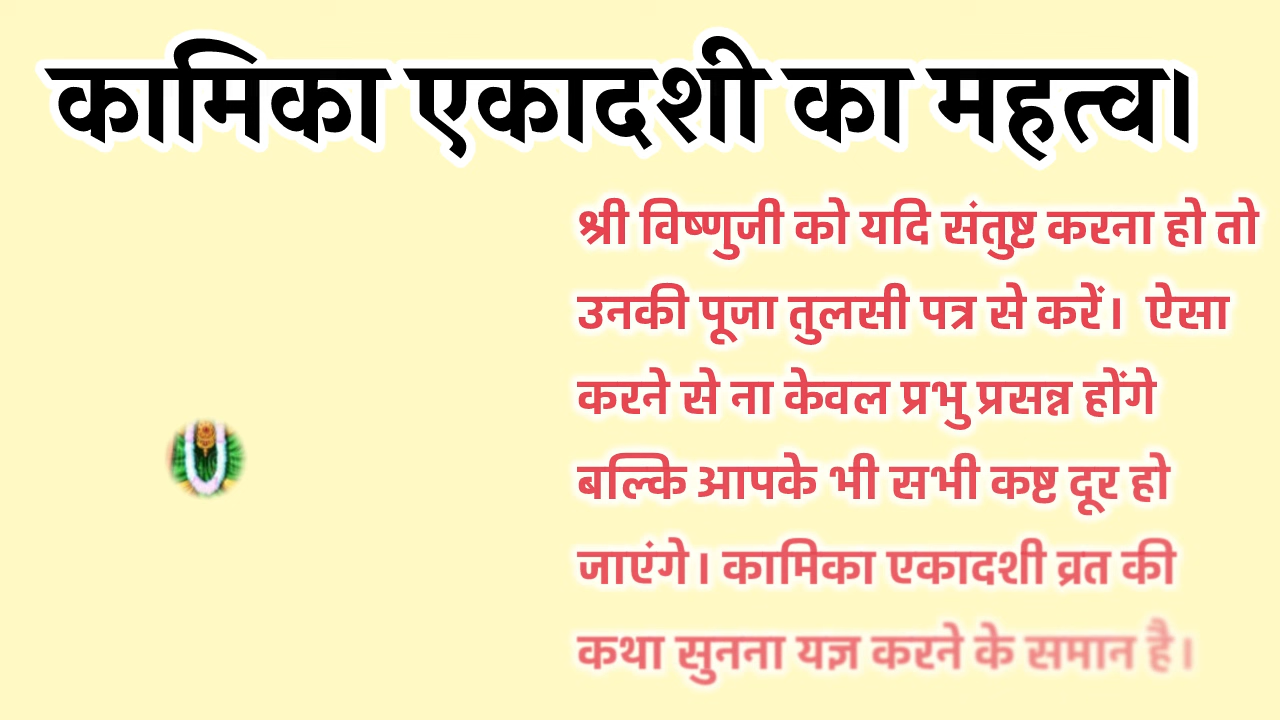 कामिका एकादशी का महत्व।
श्री विष्णुजी को यदि संतुष्ट करना हो तो
उनकी पूजा तुलसी पत्र से करें। ऐसा
करने से ना केवल प्रभु प्रसन्न होंगे
बल्कि आपके भी सभी कष्ट दूर हो
जाएंगे। कामिका एकादशी व्रत की
कथा सुनना यज्ञ करने के समान है।